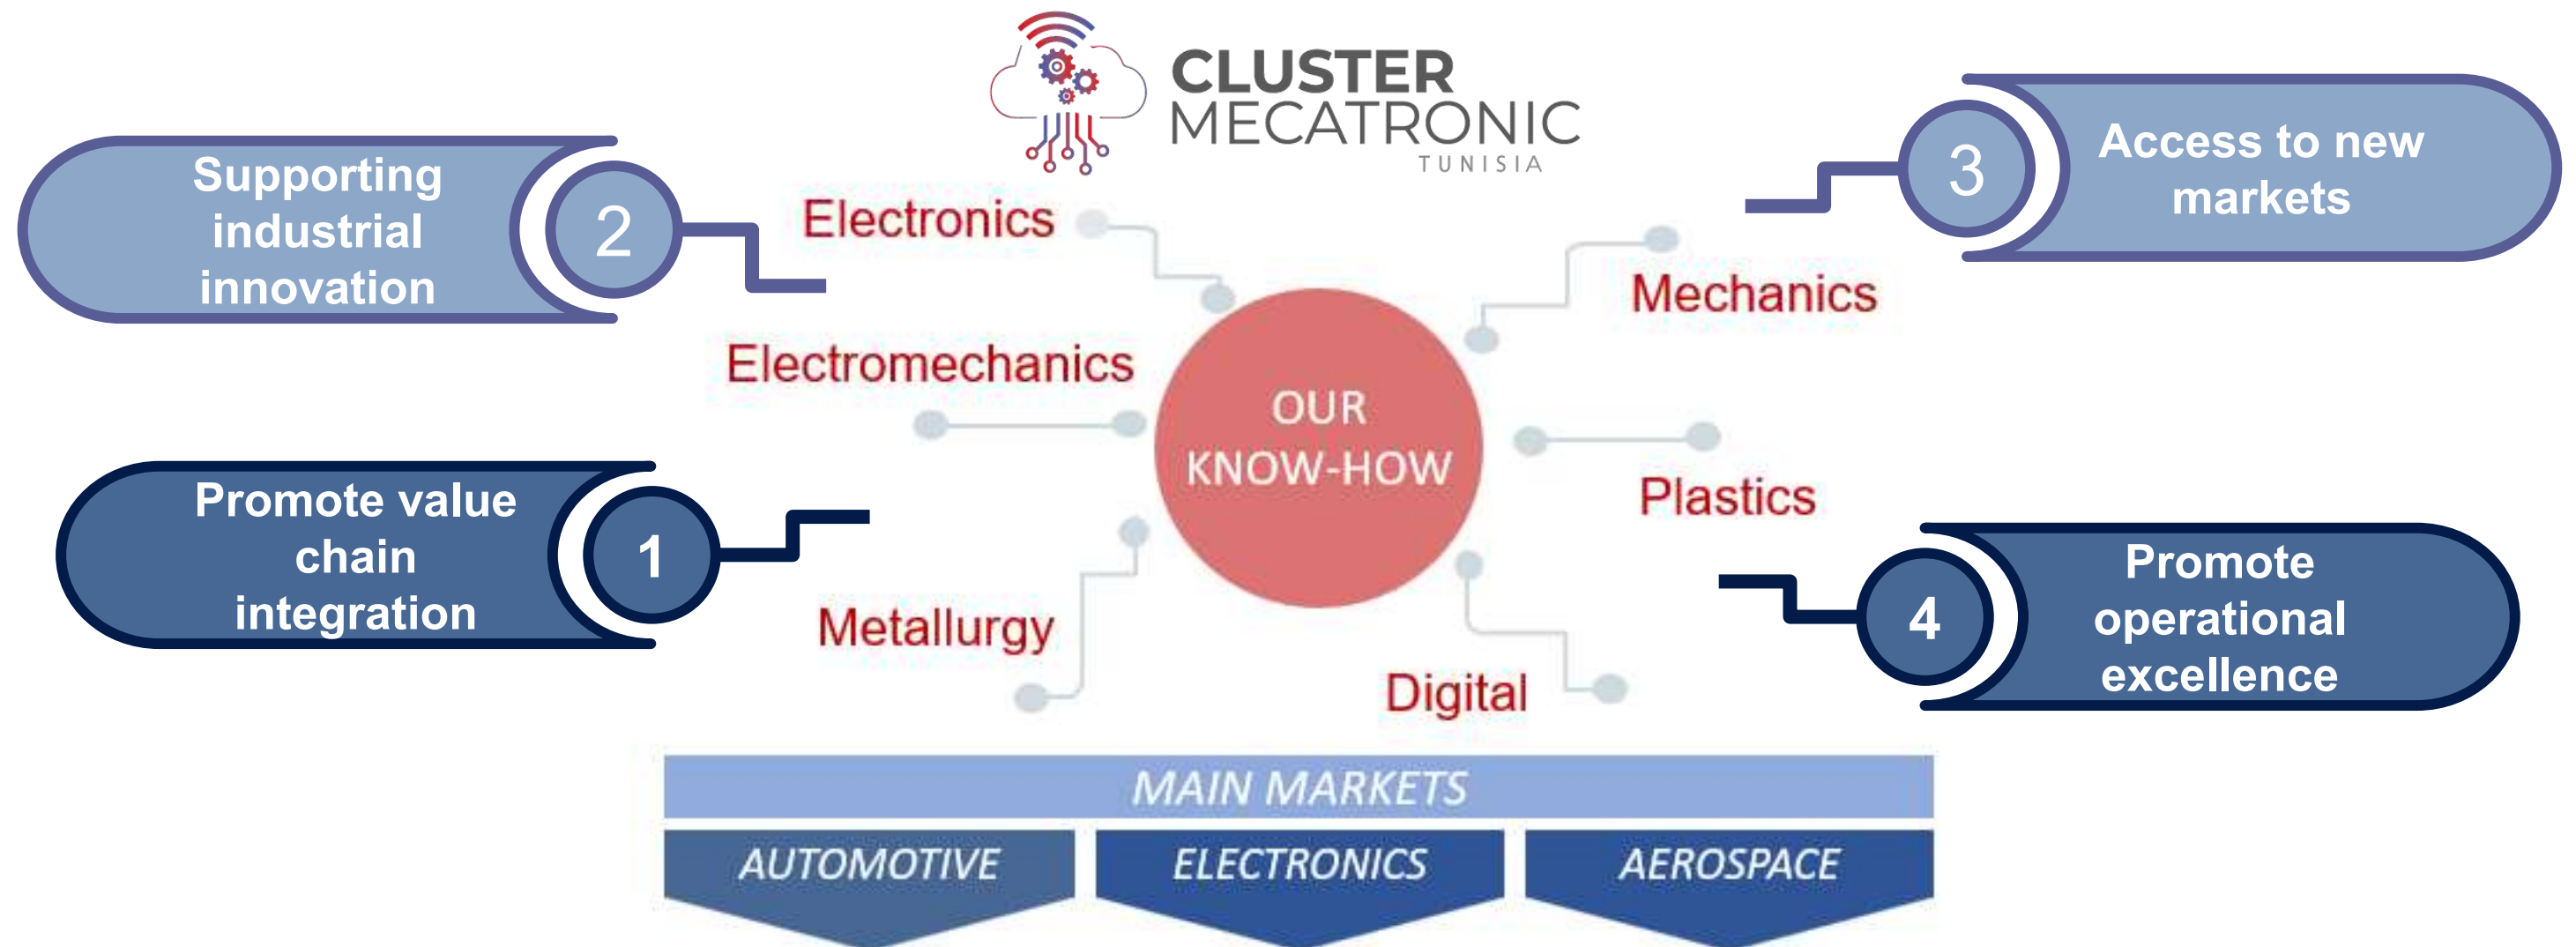 CLUSTER
MECATRONIC
TUNISIA
Supporting
industrial
innovation
2
3
Access to new
markets
Electronics
Mechanics
Electromechanics
OUR
KNOW-HOW
Promote value
chain
integration
1
Plastics
Metallurgy
Digital
4
Promote
operational
excellence
MAIN MARKETS
AUTOMOTIVE
ELECTRONICS
AEROSPACE